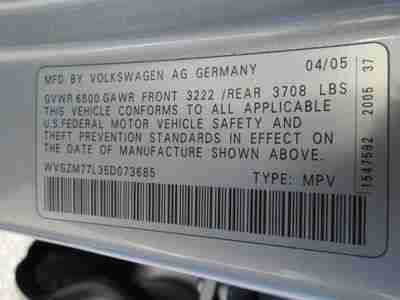 MFD BY VOLKSWAGEN AG GERMANY 04/05
GVWR 6800 GAWR FRONT 3222 /REAR 3708 LBS
THIS VEHICLE CONFORMS TO ALL APPLICABLE
U.S.FEDERAL MOTOR VEHICLE SAFETY AND
THEFT PREVENTION STANDARDS IN EFFECT ON
THE DATE OF MANUFACTURE SHOWN ABOVE
WVGZM77L35D073685 TYPE: MPV
1547592 2005 37